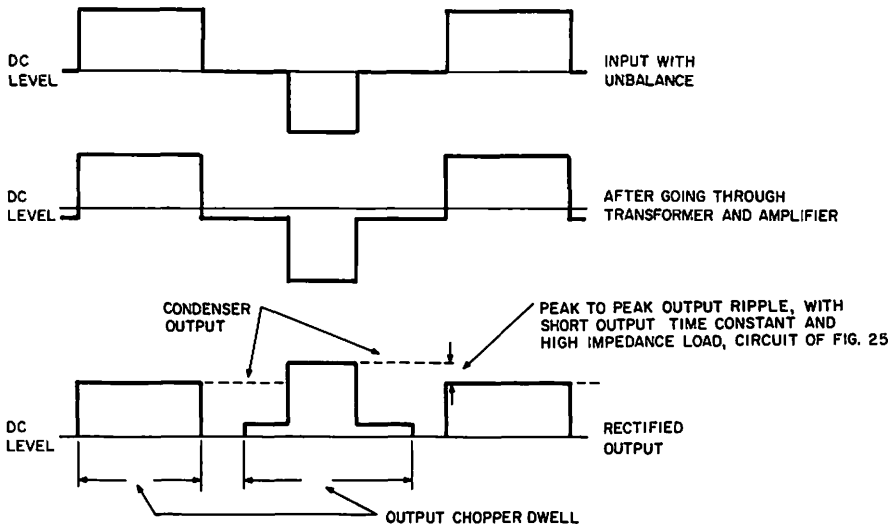 DC
LEVEL
INPUT WITH
UNBALANCE
DC
LEVEL
AFTER GOING THROUGH
TRANSFORMER AND AMPLIFIER
CONDENSER
OUTPUT
PEAK TO PEAK OUTPUT RIPPLE, WITH
SHORT OUTPUT TIME CONSTANT AND
HIGH IMPEDANCE LOAD, CIRCUIT OF FIG. 25
DC
LEVEL
RECTIFIED
OUTPUT
OUTPUT CHOPPER DWELL